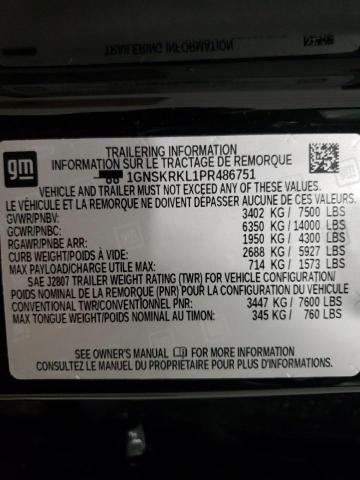 TRAILERING INFORMATION
gm
TRAILERING INFORMATION
INFORMATION SUR LE TRACTAGE DE REMORQUE
1GNSKRKL1PR486751
VEHICLE AND TRAILER MUST NOT EXCEED ANY OF THESE VALUES
LE VÉHICULE ET LA REMORQUE NE DOIVENT DÉPASSER AUCUNE DE CES VALEURS
GVWR/PNBV: 3402 KG / 7500 LBS
GCWR/PNBC: 6350 KG / 14000 LBS
RGAWR/PNBE ARR: 1950 KG / 4300 LBS
CURB WEIGHT/POIDS À VIDE: 2688 KG / 5927 LBS
MAX PAYLOAD/CHARGE UTILE MAX: 714 KG / 1573 LBS
SAE J2807 TRAILER WEIGHT RATING (TWR) FOR VEHICLE CONFIGURATION
POIDS NOMINAL DE LA REMORQUE (PNR) POUR LA CONFIGURATION DU VÉHICULE
CONVENTIONAL TWR/CONVENTIONNEL PNR: 3447 KG / 7600 LBS
MAX TONGUE WEIGHT/POIDS NOMINAL AU TIMON: 345 KG / 760 LBS
SEE OWNER'S MANUAL FOR MORE INFORMATION
CONSULTEZ LE MANUEL DU PROPRIÉTAIRE POUR PLUS D'INFORMATIONS